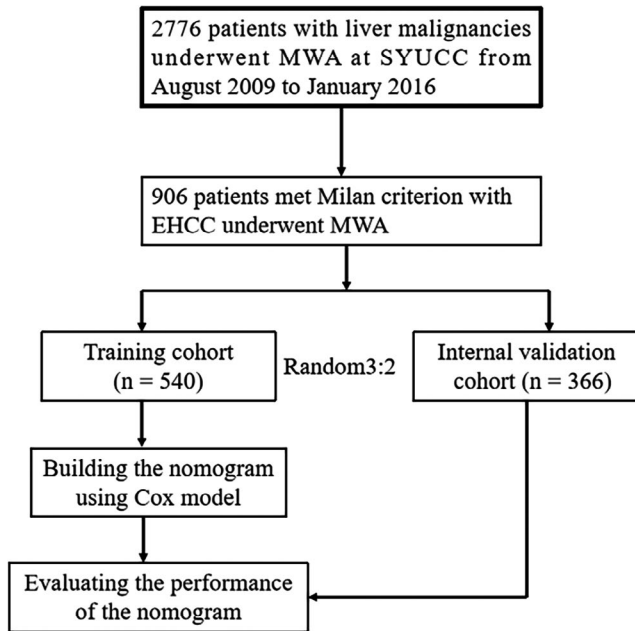 2776 patients with liver malignancies
underwent MWA at SYUCC from
August 2009 to January 2016
906 patients met Milan criterion with
EHCC underwent MWA
Training cohort
(n = 540)
Random3:2
Internal validation
cohort (n = 366)
Building the nomogram
using Cox model
Evaluating the performance
of the nomogram